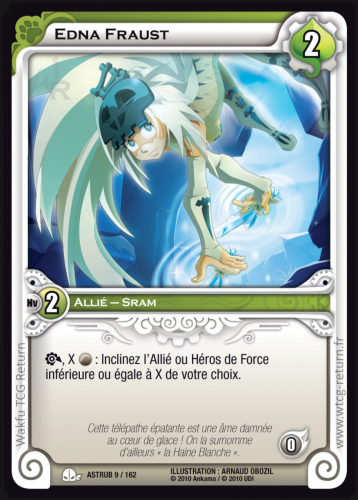 Edna Fraust
2
Nv 2 Allié – Sram
, X : Inclinez l'Allié ou Héros de Force
inférieure ou égale à X de votre choix.
Cette télépathe épatante est une âme damnée
au cœur de glace ! On la surnomme
d'ailleurs « la Haine Blanche ».
0
ASTRUB 9 / 162
ILLUSTRATION : ARNAUD OBOZIL
© 2010 Ankama / © 2010 UDI
Wakfu TCG Return
www.wtcg-return.fr